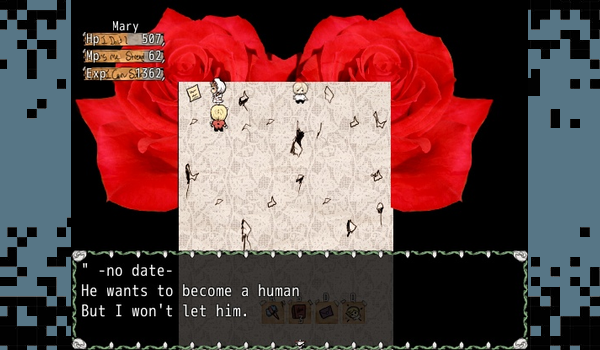 Mary
Hp 507
Mp 62
Exp 1362
" -no date-
He wants to become a human
But I won't let him.